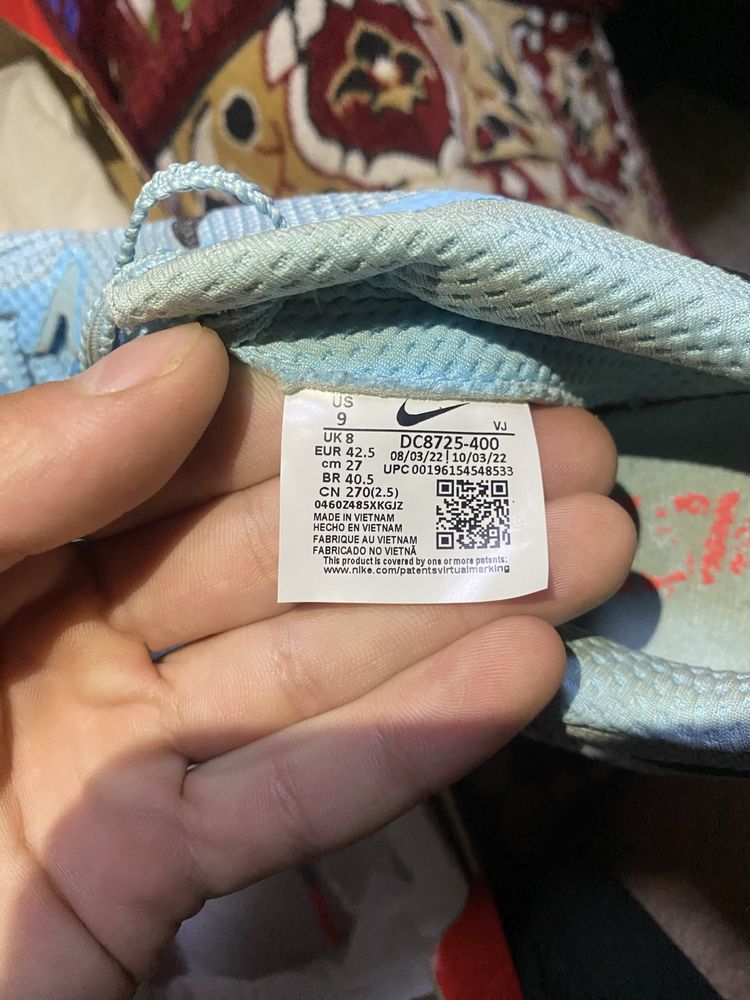 US
9
UK 8
EUR 42.5
cm 27
BR 40.5
CN 270(2.5)
VJ
DC8725-400
08/03/22 | 10/03/22
UPC 00196154548533
0460Z485XKGJZ
MADE IN VIETNAM
HECHO EN VIETNAM
FABRIQUE AU VIETNAM
FABRICADO NO VIETNÃ
This product is covered by one or more patents:
www.nike.com/patentsvirtualmarking